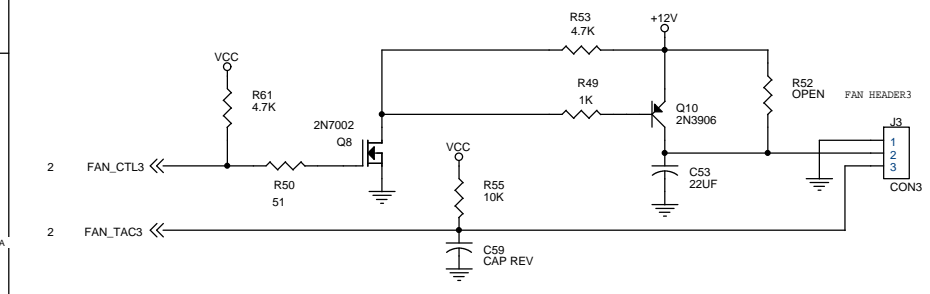 R53
4.7K
+12V
VCC
R61
4.7K
R49
1K
R52
OPEN
FAN HEADER3
2N7002
Q8
Q10
2N3906
J3
1
2
3
CON3
VCC
2 FAN_CTL3
R50
51
R55
10K
C53
22UF
2 FAN_TAC3
C59
CAP REV
A